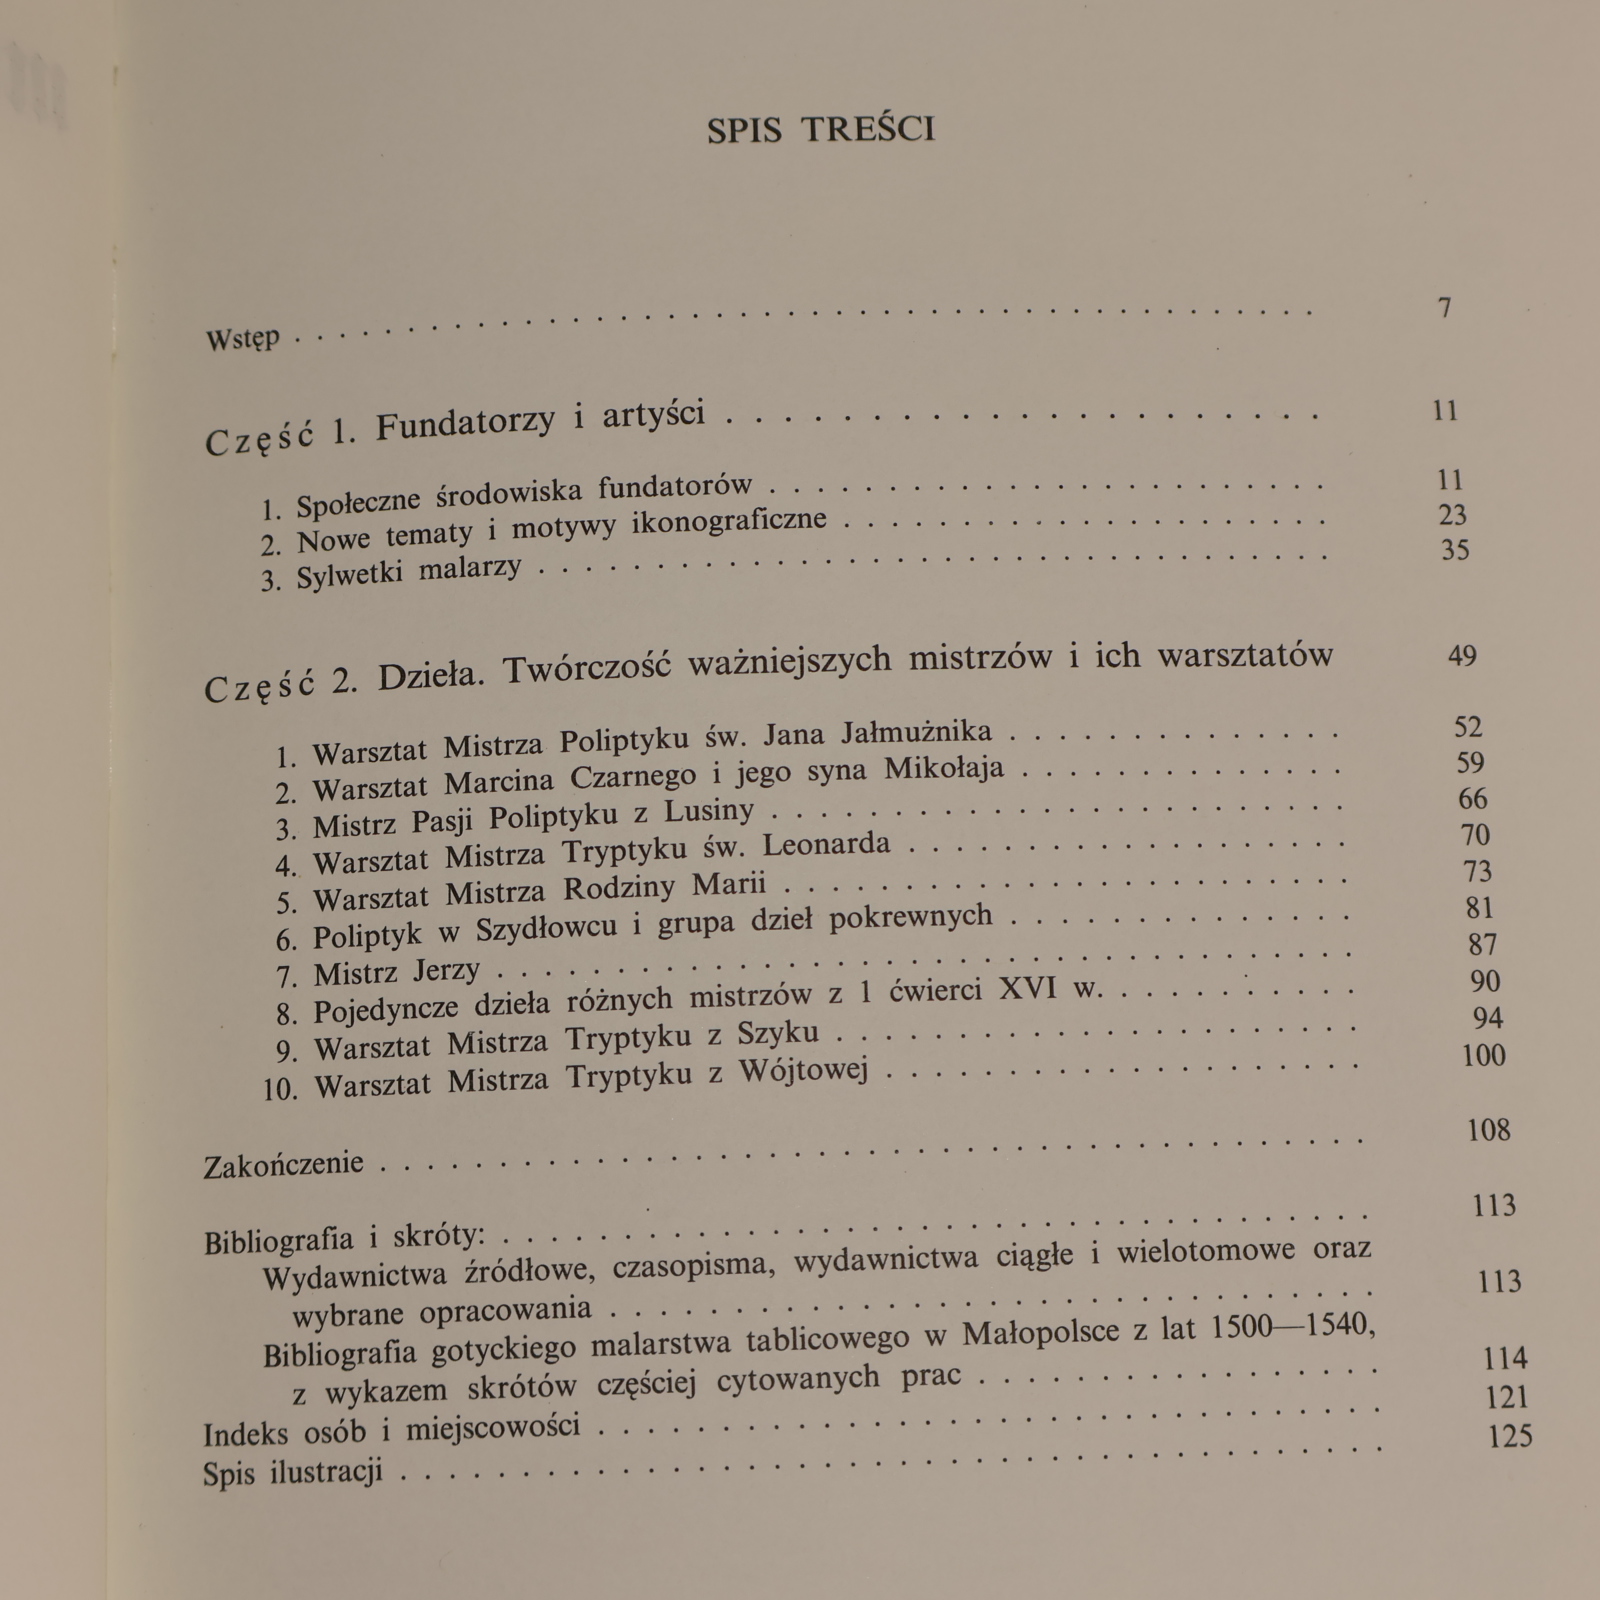 SPIS TREŚCI
Wstęp . . . . . . . . . . . . . . . . . . . . 7
Część 1. Fundatorzy i artyści . . . . . . . . . . . . . . . . . . . . 11
1. Społeczne środowiska fundatorów . . . . . . . . . . . . . . . . . . . . 11
2. Nowe tematy i motywy ikonograficzne . . . . . . . . . . . . . . . . . . . . 23
3. Sylwetki malarzy . . . . . . . . . . . . . . . . . . . . 35
Część 2. Dzieła. Twórczość ważniejszych mistrzów i ich warsztatów 49
1. Warsztat Mistrza Poliptyku św. Jana Jałmużnika . . . . . . . . . . . . . . 52
2. Warsztat Marcina Czarnego i jego syna Mikołaja . . . . . . . . . . . . . . 59
3. Mistrz Pasji Poliptyku z Lusiny . . . . . . . . . . . . . . . . . . . . 66
4. Warsztat Mistrza Tryptyku św. Leonarda . . . . . . . . . . . . . . . . . . . 70
5. Warsztat Mistrza Rodziny Marii . . . . . . . . . . . . . . . . . . . . 73
6. Poliptyk w Szydłowcu i grupa dzieł pokrewnych . . . . . . . . . . . . . . 81
7. Mistrz Jerzy . . . . . . . . . . . . . . . . . . . . 87
8. Pojedyncze dzieła różnych mistrzów z 1 ćwierci XVI w. . . . . . . . . . . 90
9. Warsztat Mistrza Tryptyku z Szyku . . . . . . . . . . . . . . . . . . . . 94
10. Warsztat Mistrza Tryptyku z Wójtowej . . . . . . . . . . . . . . . . . . . . 100
Zakończenie . . . . . . . . . . . . . . . . . . . . 108
Bibliografia i skróty: . . . . . . . . . . . . . . . . . . . . 113
Wydawnictwa źródłowe, czasopisma, wydawnictwa ciągłe i wielotomowe oraz
wybrane opracowania . . . . . . . . . . . . . . . . . . . . 113
Bibliografia gotyckiego malarstwa tablicowego w Małopolsce z lat 1500—1540,
z wykazem skrótów częściej cytowanych prac . . . . . . . . . . . . . . . . . 114
Indeks osób i miejscowości . . . . . . . . . . . . . . . . . . . . 121
Spis ilustracji . . . . . . . . . . . . . . . . . . . . 125